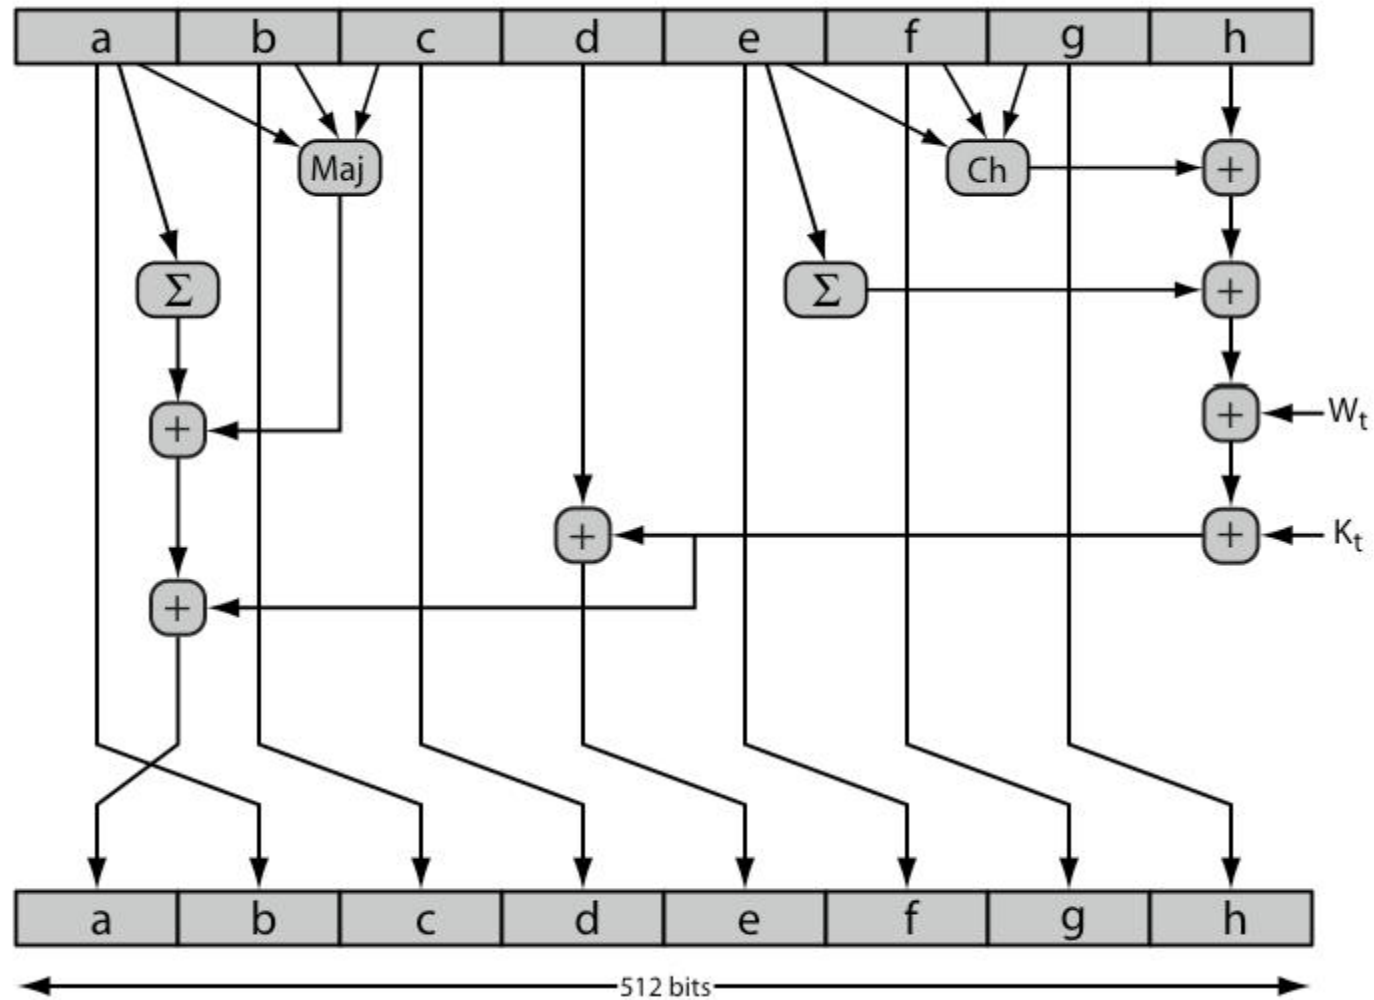 a b c d e f g h
Maj Ch +
Σ Σ +
+ + Wt
+ + Kt
+
a b c d e f g h
512 bits